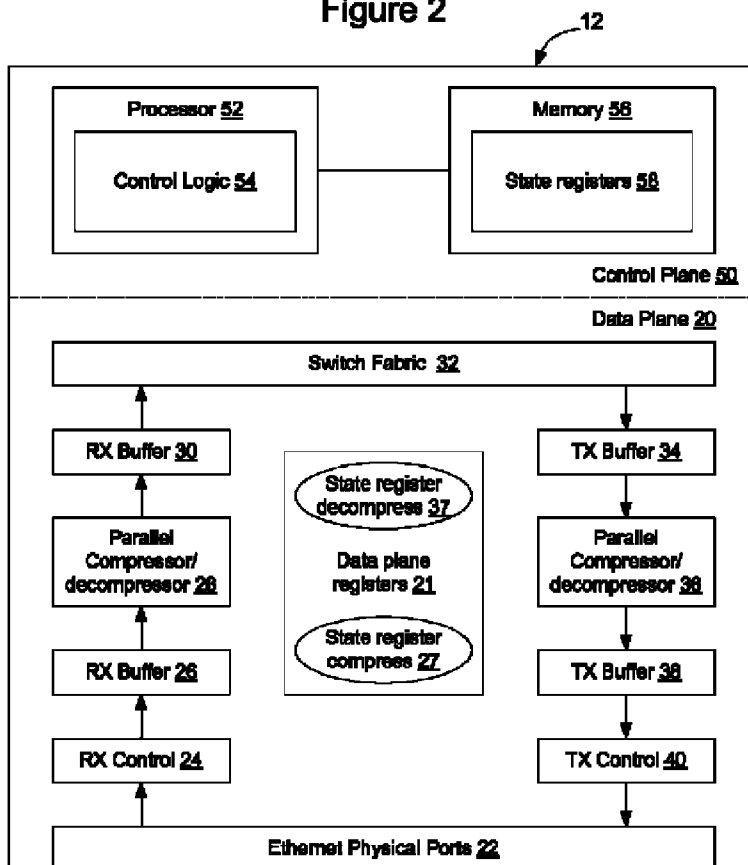 Figure 2
12
Processor 52
Control Logic 54
Memory 56
State registers 58
Control Plane 50
Data Plane 20
Switch Fabric 32
RX Buffer 30
Parallel
Compressor/
decompressor 28
RX Buffer 26
RX Control 24
State register
decompress 37
Data plane
registers 21
State register
compress 27
TX Buffer 34
Parallel
Compressor/
decompressor 36
TX Buffer 38
TX Control 40
Ethernet Physical Ports 22